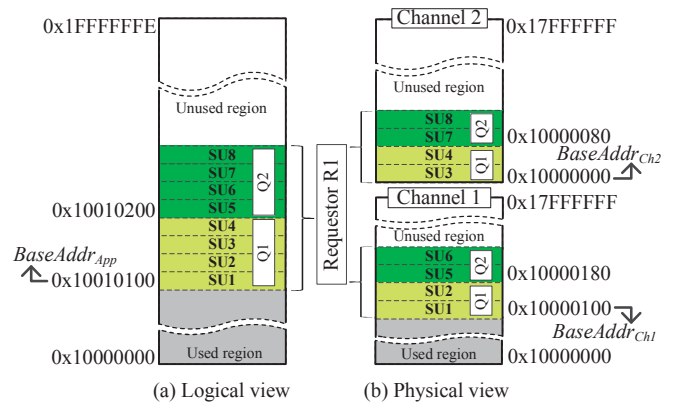 0x1FFFFFFE
Unused region
SU8
SU7
SU6
SU5
Q2
0x10010200
SU4
SU3
SU2
SU1
Q1
BaseAddrApp
0x10010100
Used region
0x10000000
(a) Logical view
Requestor R1
Channel 2
0x17FFFFFF
Unused region
SU8
SU7
Q2
0x10000080
SU4
SU3
Q1
BaseAddrCh2
0x10000000
Channel 1
0x17FFFFFF
Unused region
SU6
SU5
Q2
0x10000180
SU2
SU1
Q1
0x10000100
BaseAddrCh1
Used region
0x10000000
(b) Physical view